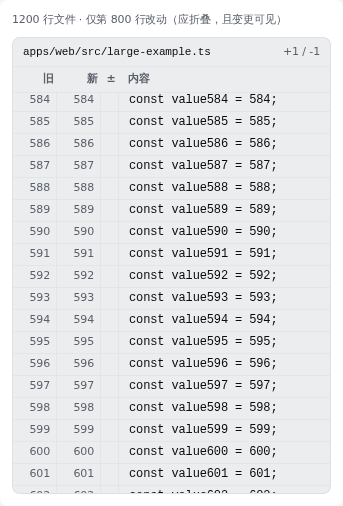 1200 行文件 · 仅第 800 行改动（应折叠，且变更可见）
apps/web/src/large-example.ts +1 / -1
旧 新 ± 内容
584 584 const value584 = 584;
585 585 const value585 = 585;
586 586 const value586 = 586;
587 587 const value587 = 587;
588 588 const value588 = 588;
589 589 const value589 = 589;
590 590 const value590 = 590;
591 591 const value591 = 591;
592 592 const value592 = 592;
593 593 const value593 = 593;
594 594 const value594 = 594;
595 595 const value595 = 595;
596 596 const value596 = 596;
597 597 const value597 = 597;
598 598 const value598 = 598;
599 599 const value599 = 599;
600 600 const value600 = 600;
601 601 const value601 = 601;